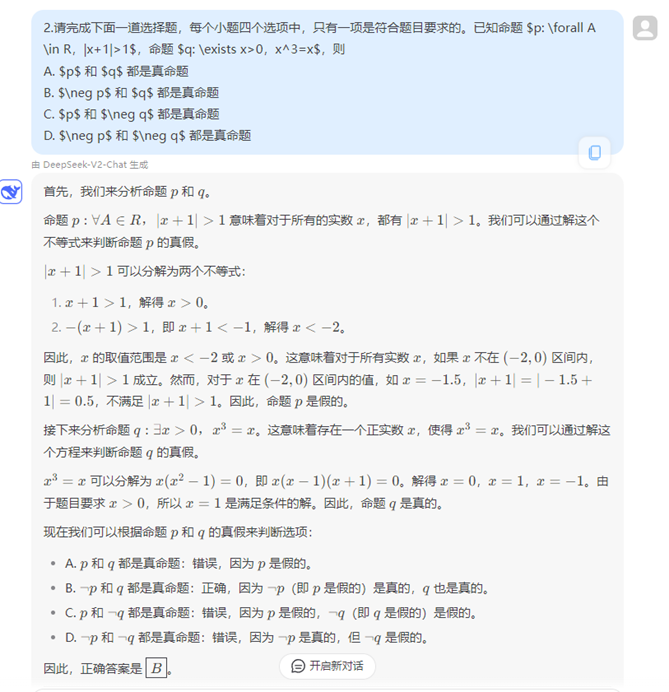 2.请完成下面一道选择题，每个小题四个选项中，只有一项是符合题目要求的。已知命题 $p: \forall A
\in R，|x+1|>1$，命题 $q: \exists x>0，x^3=x$，则
A. $p$ 和 $q$ 都是真命题
B. $\neg p$ 和 $q$ 都是真命题
C. $p$ 和 $\neg q$ 都是真命题
D. $\neg p$ 和 $\neg q$ 都是真命题
由 DeepSeek-V2-Chat 生成
首先，我们来分析命题 p 和 q。
命题 p : ∀A ∈ R， |x + 1| > 1 意味着对于所有的实数 x，都有 |x + 1| > 1。我们可以通过解这个
不等式来判断命题 p 的真假。
|x + 1| > 1 可以分解为两个不等式：
1. x + 1 > 1，解得 x > 0。
2. −(x + 1) > 1，即 x + 1 < −1，解得 x < −2。
因此，x 的取值范围是 x < −2 或 x > 0。这意味着对于所有实数 x，如果 x 不在 (−2, 0) 区间内，
则 |x + 1| > 1 成立。然而，对于 x 在 (−2, 0) 区间内的值，如 x = −1.5，|x + 1| = | − 1.5 +
1| = 0.5，不满足 |x + 1| > 1。因此，命题 p 是假的。
接下来分析命题 q : ∃x > 0， x³ = x。这意味着存在一个正实数 x，使得 x³ = x。我们可以通过解这
个方程来判断命题 q 的真假。
x³ = x 可以分解为 x(x² − 1) = 0，即 x(x − 1)(x + 1) = 0。解得 x = 0，x = 1，x = −1。由
于题目要求 x > 0，所以 x = 1 是满足条件的解。因此，命题 q 是真的。
现在我们可以根据命题 p 和 q 的真假来判断选项：
• A. p 和 q 都是真命题：错误，因为 p 是假的。
• B. ¬p 和 q 都是真命题：正确，因为 ¬p（即 p 是假的）是真的，q 也是真的。
• C. p 和 ¬q 都是真命题：错误，因为 p 是假的，¬q（即 q 是假的）是假的。
• D. ¬p 和 ¬q 都是真命题：错误，因为 ¬p 是真的，但 ¬q 是假的。
因此，正确答案是 B。
开启新对话